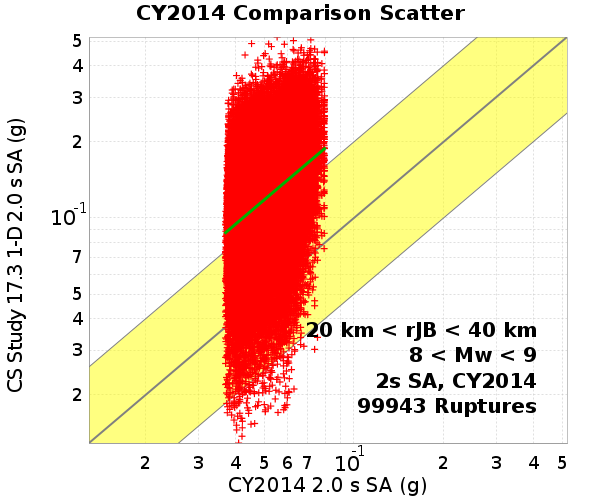 CY2014 Comparison Scatter
5
4
3
2
10-1
7
5
4
3
2
CS Study 17.3 1-D 2.0 s SA (g)
20 km < rJB < 40 km
8 < Mw < 9
2s SA, CY2014
99943 Ruptures
2 3 4 5 6 7 10-1 2 3 4 5
CY2014 2.0 s SA (g)